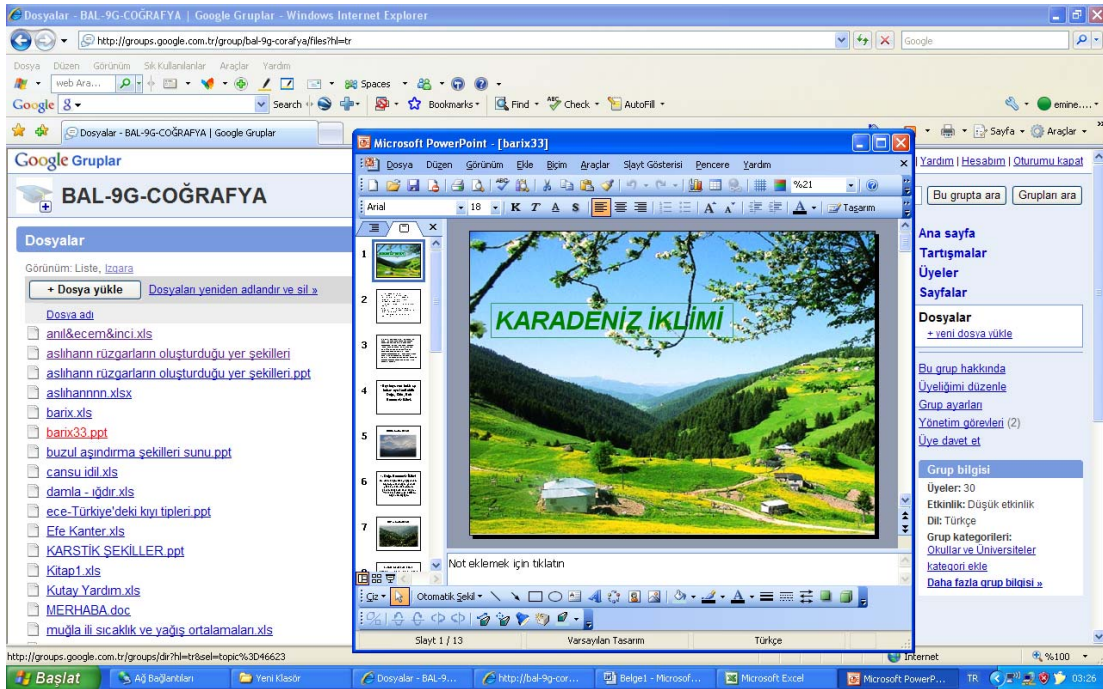 Dosyalar - BAL-9G-COĞRAFYA | Google Gruplar - Windows Internet Explorer
http://groups.google.com.tr/group/bal-9g-corafya/files?hl=tr
Google
Dosya Düzen Görünüm Sık Kullanılanlar Araçlar Yardım
web Ara... Spaces
Google Search Bookmarks Find Check AutoFill emine....
Dosyalar - BAL-9G-COĞRAFYA | Google Gruplar
Sayfa Araçlar
Google Gruplar
Yardım | Hesabım | Oturumu kapat
BAL-9G-COĞRAFYA
Bu grupta ara Grupları ara
Dosyalar
Görünüm: Liste, Izgara
+ Dosya yükle Dosyaları yeniden adlandır ve sil »
Dosya adı
anıl&ecem&inci.xls
aslıhann rüzgarların oluşturduğu yer şekilleri
aslıhann rüzgarların oluşturduğu yer şekilleri.ppt
aslıhannnn.xlsx
barix.xls
barix33.ppt
buzul aşındırma şekilleri sunu.ppt
cansu idil.xls
damla - ığdır.xls
ece-Türkiye'deki kıyı tipleri.ppt
Efe Kanter.xls
KARSTİK ŞEKİLLER.ppt
Kitap1.xls
Kutay Yardım.xls
MERHABA.doc
muğla ili sıcaklık ve yağış ortalamaları.xls
Microsoft PowerPoint - [barix33]
Dosya Düzen Görünüm Ekle Biçim Araçlar Slayt Gösterisi Pencere Yardım
%21
Arial 18 K T A S Tasarım
1
2
3
4
5
6
7
KARADENİZ İKLİMİ
Not eklemek için tıklatın
Çiz Otomatik Şekil
Slayt 1 / 13 Varsayılan Tasarım Türkçe
Ana sayfa
Tartışmalar
Üyeler
Sayfalar
Dosyalar
+ yeni dosya yükle
Bu grup hakkında
Üyeliğimi düzenle
Grup ayarları
Yönetim görevleri (2)
Üye davet et
Grup bilgisi
Üyeler: 30
Etkinlik: Düşük etkinlik
Dil: Türkçe
Grup kategorileri:
Okullar ve Üniversiteler
kategori ekle
Daha fazla grup bilgisi »
http://groups.google.com.tr/groups/dir?hl=tr&sel=topic%3D46623
Internet %100
Başlat Ağ Bağlantıları Yeni Klasör Dosyalar - BAL-9... http://bal-9g-cor... Belge1 - Microsof... Microsoft Excel Microsoft PowerP... TR 03:26